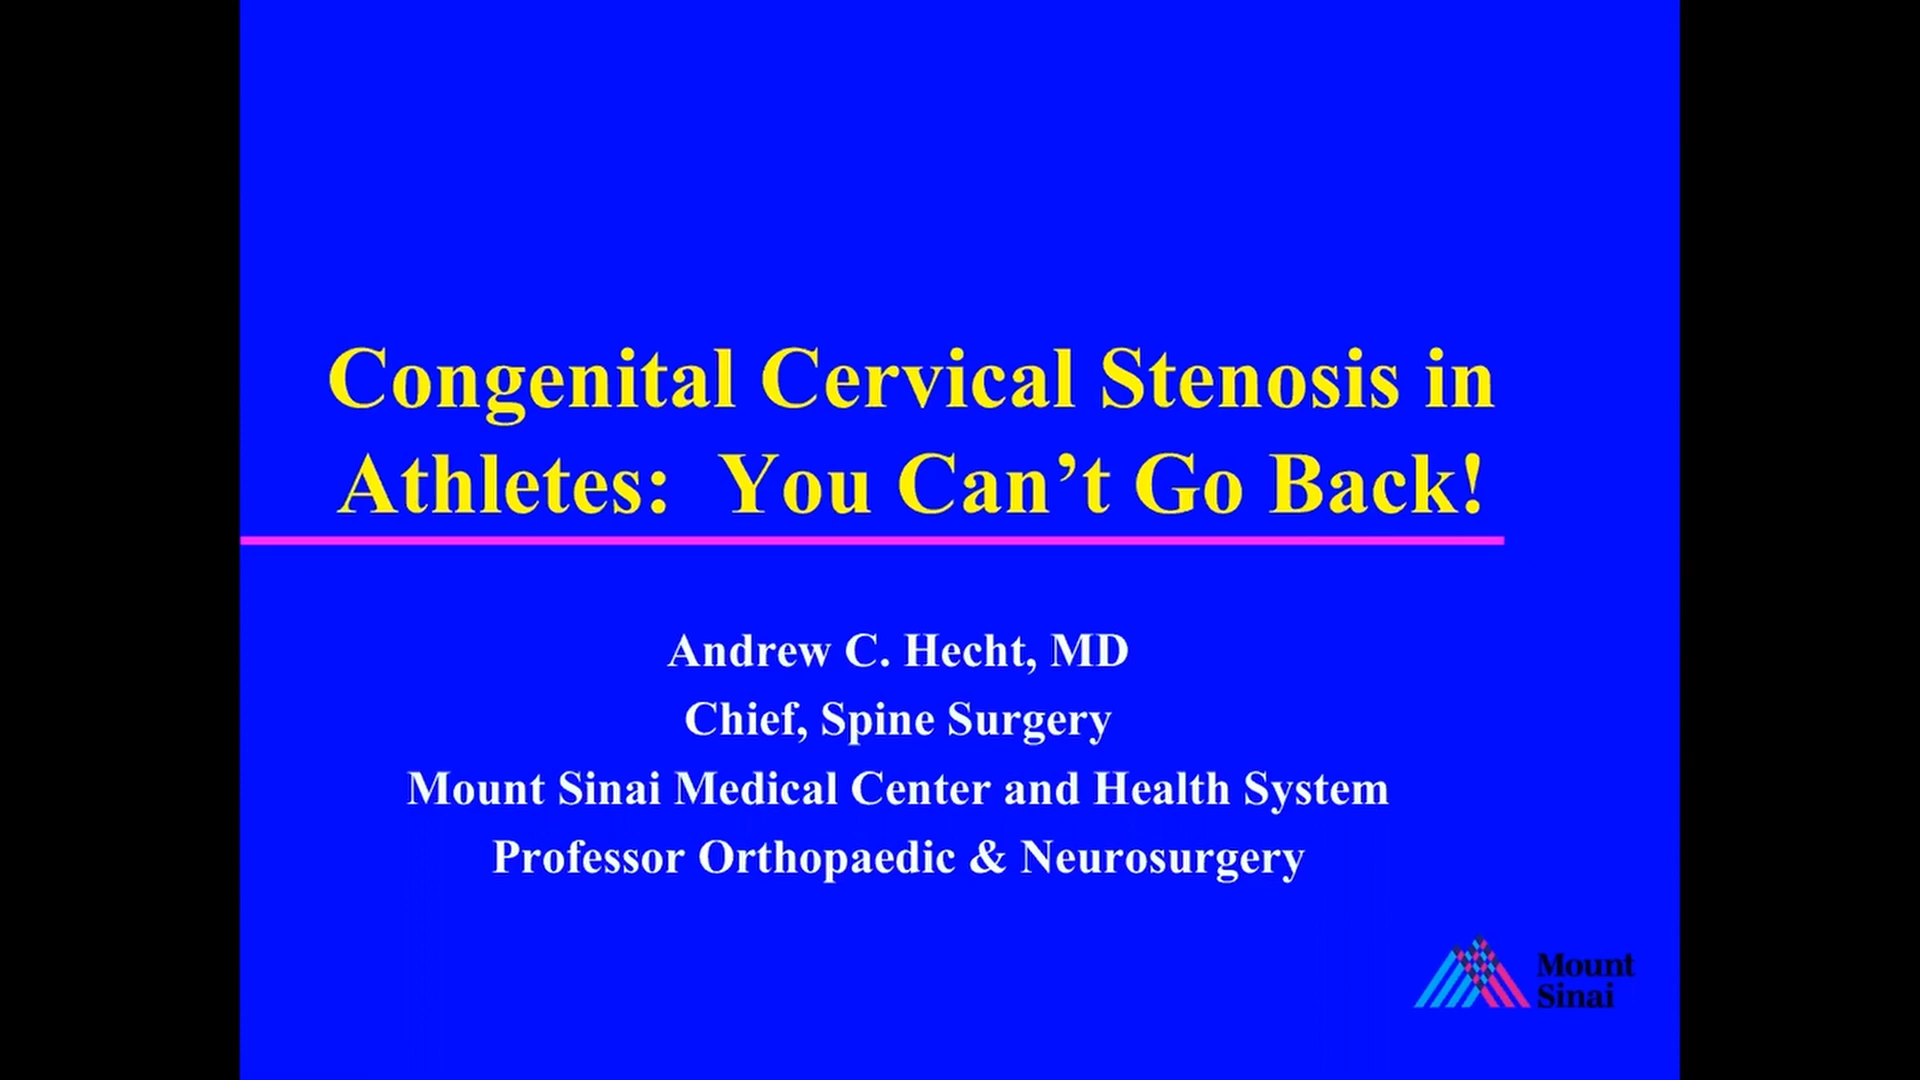 Congenital Cervical Stenosis in
Athletes:  You Can’t Go Back!
Andrew C. Hecht, MD
Chief, Spine Surgery
Mount Sinai Medical Center and Health System
Professor Orthopaedic & Neurosurgery
Mount
Sinai